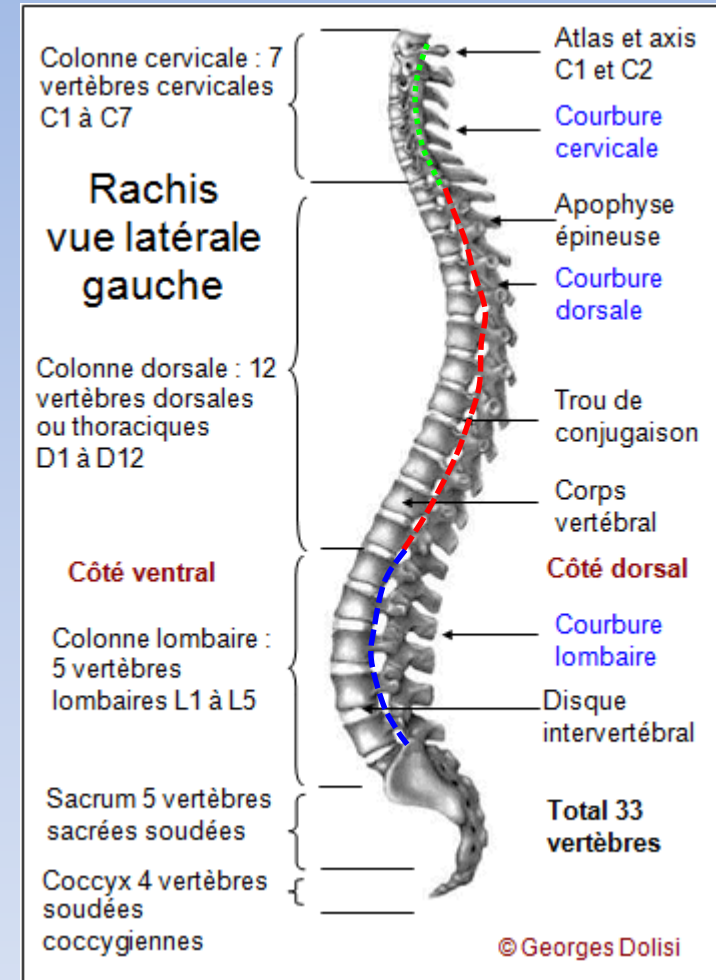 Colonne cervicale : 7
vertèbres cervicales
C1 à C7
Atlas et axis
C1 et C2
Courbure
cervicale
Rachis
vue latérale
gauche
Apophyse
épineuse
Courbure
dorsale
Colonne dorsale : 12
vertèbres dorsales
ou thoraciques
D1 à D12
Trou de
conjugaison
Corps
vertébral
Côté ventral
Côté dorsal
Colonne lombaire :
5 vertèbres
lombaires L1 à L5
Courbure
lombaire
Disque
intervertébral
Sacrum 5 vertèbres
sacrées soudées
Total 33
vertèbres
Coccyx 4 vertèbres
soudées
coccygiennes
© Georges Dolisi